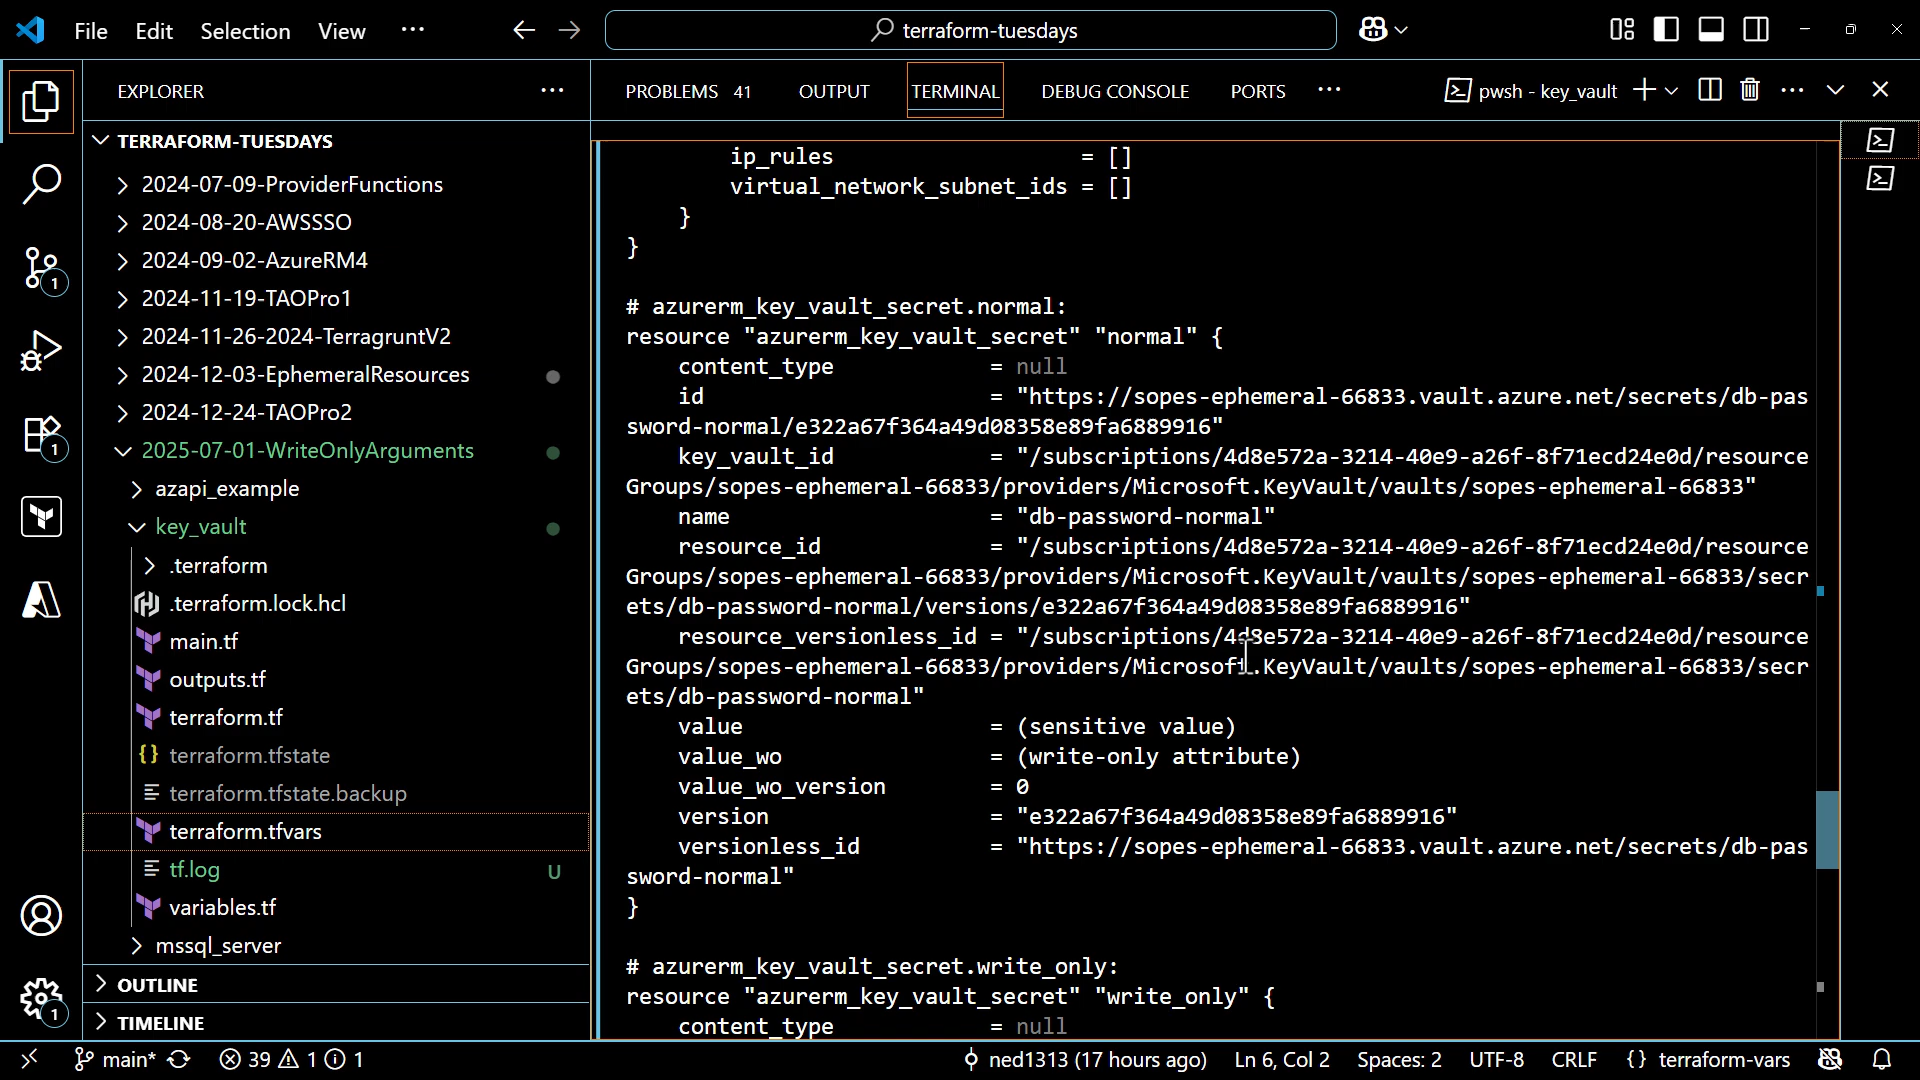 File Edit Selection View ···
terraform-tuesdays
EXPLORER ···
TERRAFORM-TUESDAYS
2024-07-09-ProviderFunctions
2024-08-20-AWSSSO
2024-09-02-AzureRM4
2024-11-19-TAOPro1
2024-11-26-2024-TerragruntV2
2024-12-03-EphemeralResources
2024-12-24-TAOPro2
2025-07-01-WriteOnlyArguments
azapi_example
key_vault
.terraform
.terraform.lock.hcl
main.tf
outputs.tf
terraform.tf
{} terraform.tfstate
terraform.tfstate.backup
terraform.tfvars
tf.log U
variables.tf
mssql_server
OUTLINE
TIMELINE
1
1
1
PROBLEMS 41 OUTPUT TERMINAL DEBUG CONSOLE PORTS ··· pwsh - key_vault
ip_rules = []
virtual_network_subnet_ids = []
}
}
# azurerm_key_vault_secret.normal:
resource "azurerm_key_vault_secret" "normal" {
content_type = null
id = "https://sopes-ephemeral-66833.vault.azure.net/secrets/db-pas
sword-normal/e322a67f364a49d08358e89fa6889916"
key_vault_id = "/subscriptions/4d8e572a-3214-40e9-a26f-8f71ecd24e0d/resource
Groups/sopes-ephemeral-66833/providers/Microsoft.KeyVault/vaults/sopes-ephemeral-66833"
name = "db-password-normal"
resource_id = "/subscriptions/4d8e572a-3214-40e9-a26f-8f71ecd24e0d/resource
Groups/sopes-ephemeral-66833/providers/Microsoft.KeyVault/vaults/sopes-ephemeral-66833/secr
ets/db-password-normal/versions/e322a67f364a49d08358e89fa6889916"
resource_versionless_id = "/subscriptions/4d8e572a-3214-40e9-a26f-8f71ecd24e0d/resource
Groups/sopes-ephemeral-66833/providers/Microsoft.KeyVault/vaults/sopes-ephemeral-66833/secr
ets/db-password-normal"
value = (sensitive value)
value_wo = (write-only attribute)
value_wo_version = 0
version = "e322a67f364a49d08358e89fa6889916"
versionless_id = "https://sopes-ephemeral-66833.vault.azure.net/secrets/db-pas
sword-normal"
}
# azurerm_key_vault_secret.write_only:
resource "azurerm_key_vault_secret" "write_only" {
content_type = null
main* 39 1 1 ned1313 (17 hours ago) Ln 6, Col 2 Spaces: 2 UTF-8 CRLF {} terraform-vars